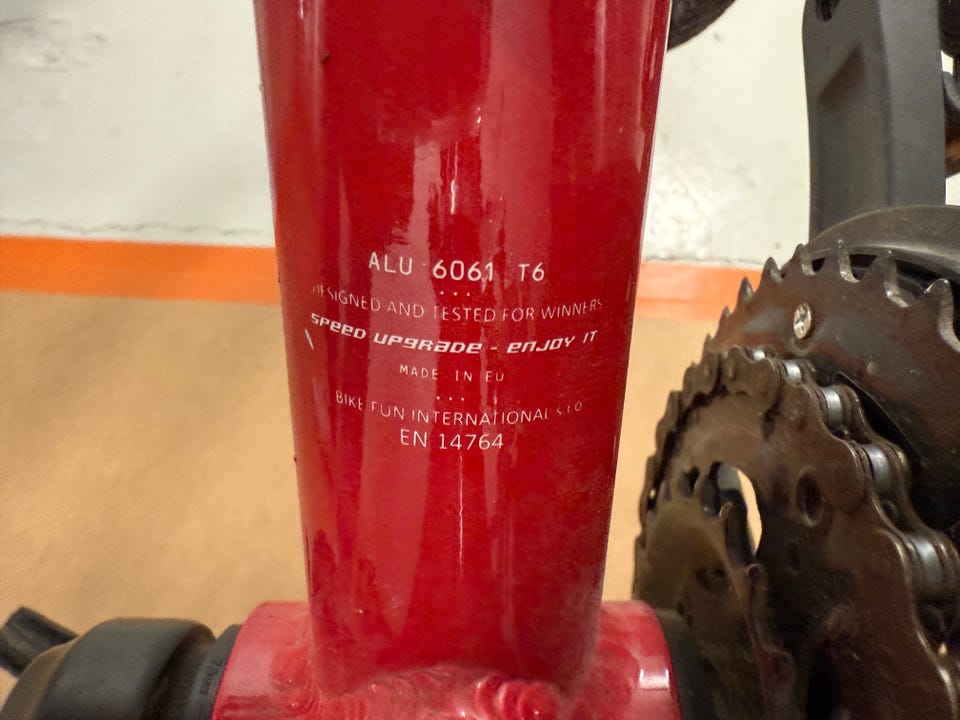 ALU 6061 T6
DESIGNED AND TESTED FOR WINNERS
SPEED UPGRADE - ENJOY IT
MADE IN EU
BIKE FUN INTERNATIONAL s.r.o
EN 14764